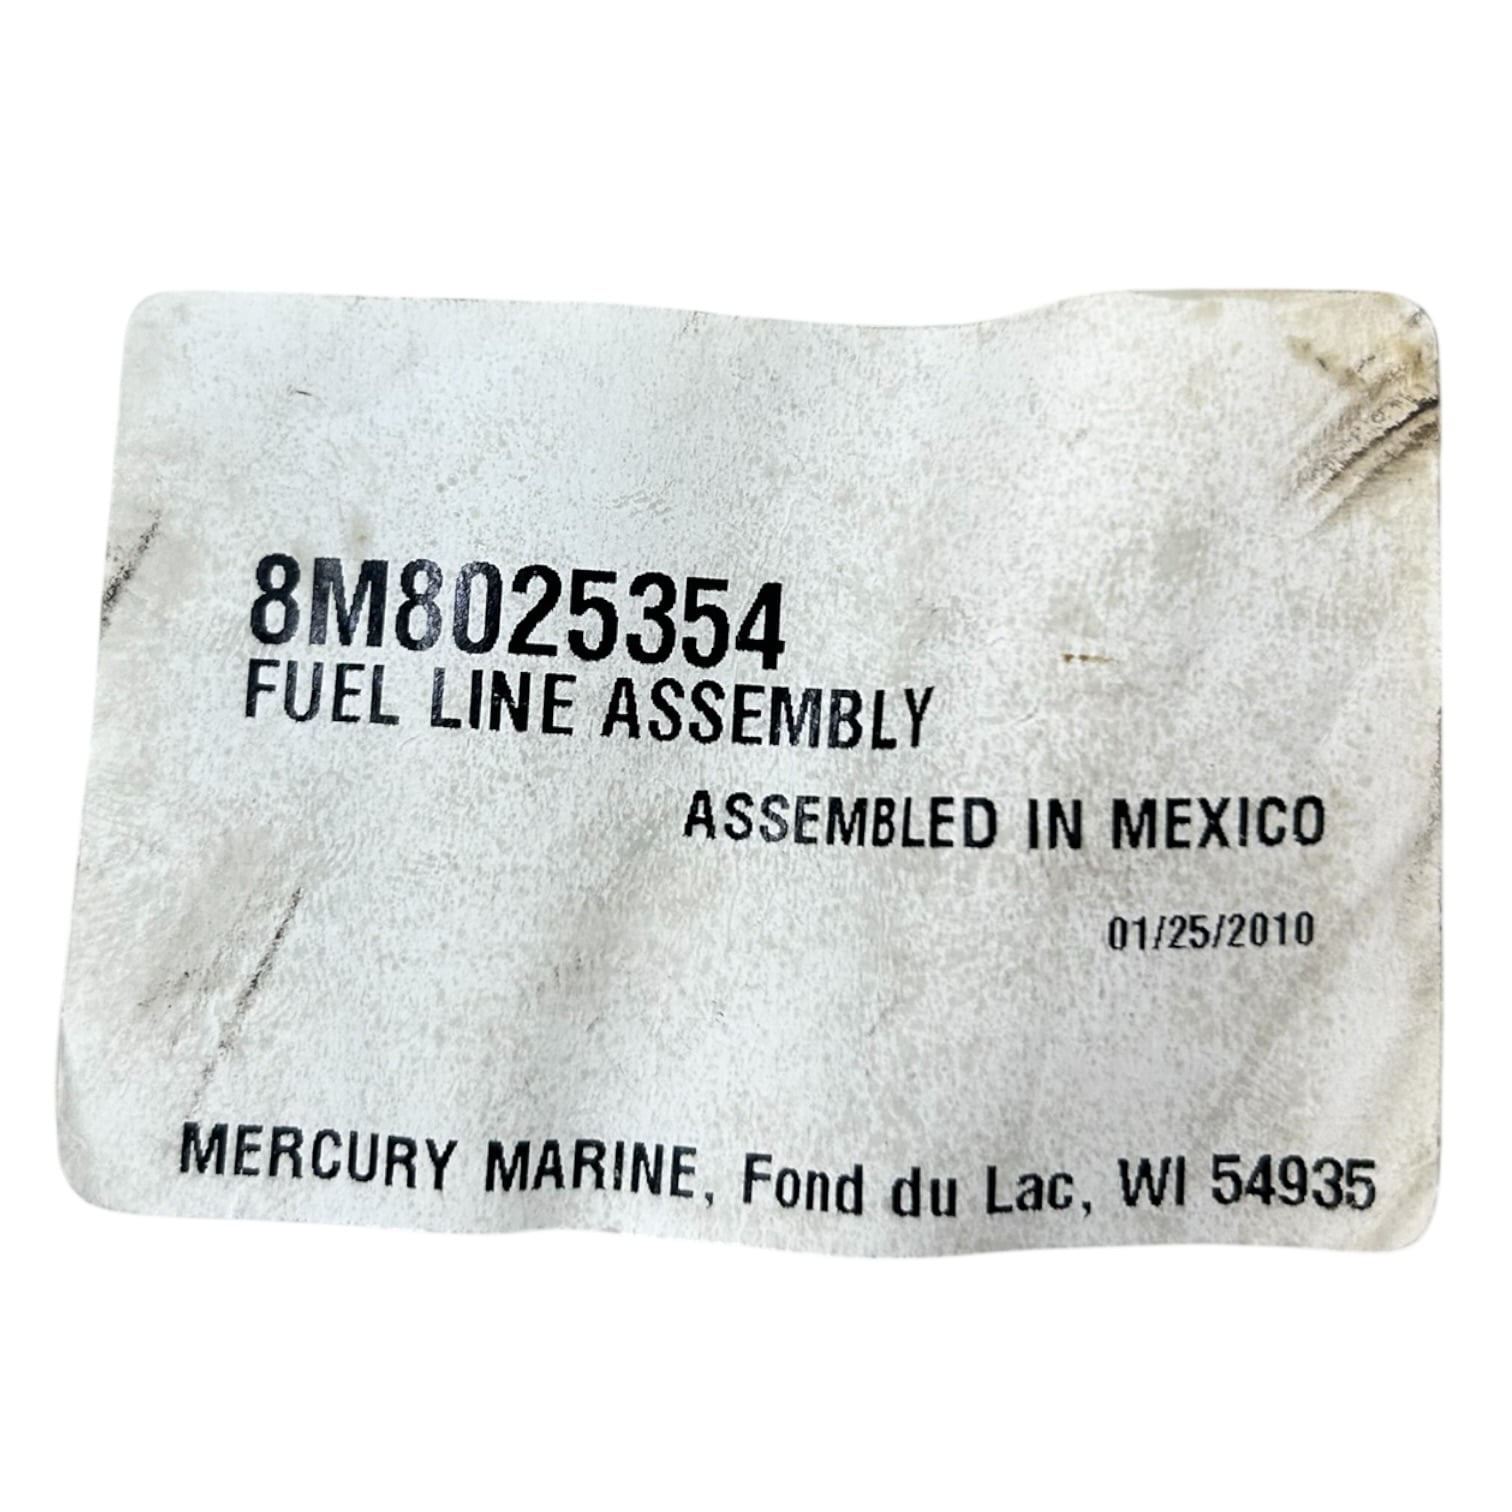 8M8025354
FUEL LINE ASSEMBLY
ASSEMBLED IN MEXICO
01/25/2010
MERCURY MARINE, Fond du Lac, WI 54935